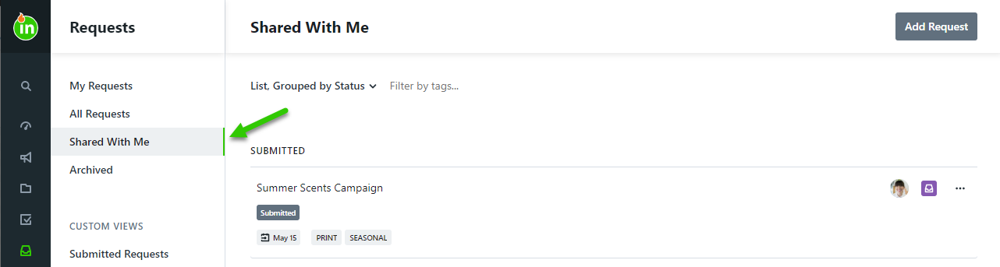 in
Requests
Shared With Me
Add Request
My Requests
All Requests
Shared With Me
Archived
CUSTOM VIEWS
Submitted Requests
List, Grouped by Status
Filter by tags...
SUBMITTED
Summer Scents Campaign
Submitted
May 15
PRINT
SEASONAL